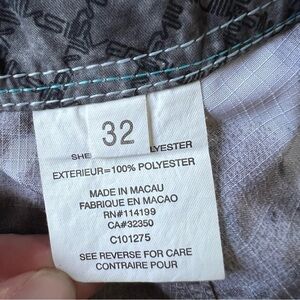 32
SHE YESTER
EXTERIEUR=100% POLYESTER
MADE IN MACAU
FABRIQUE EN MACAO
RN#114199
CA#32350
C101275
SEE REVERSE FOR CARE
CONTRAIRE POUR